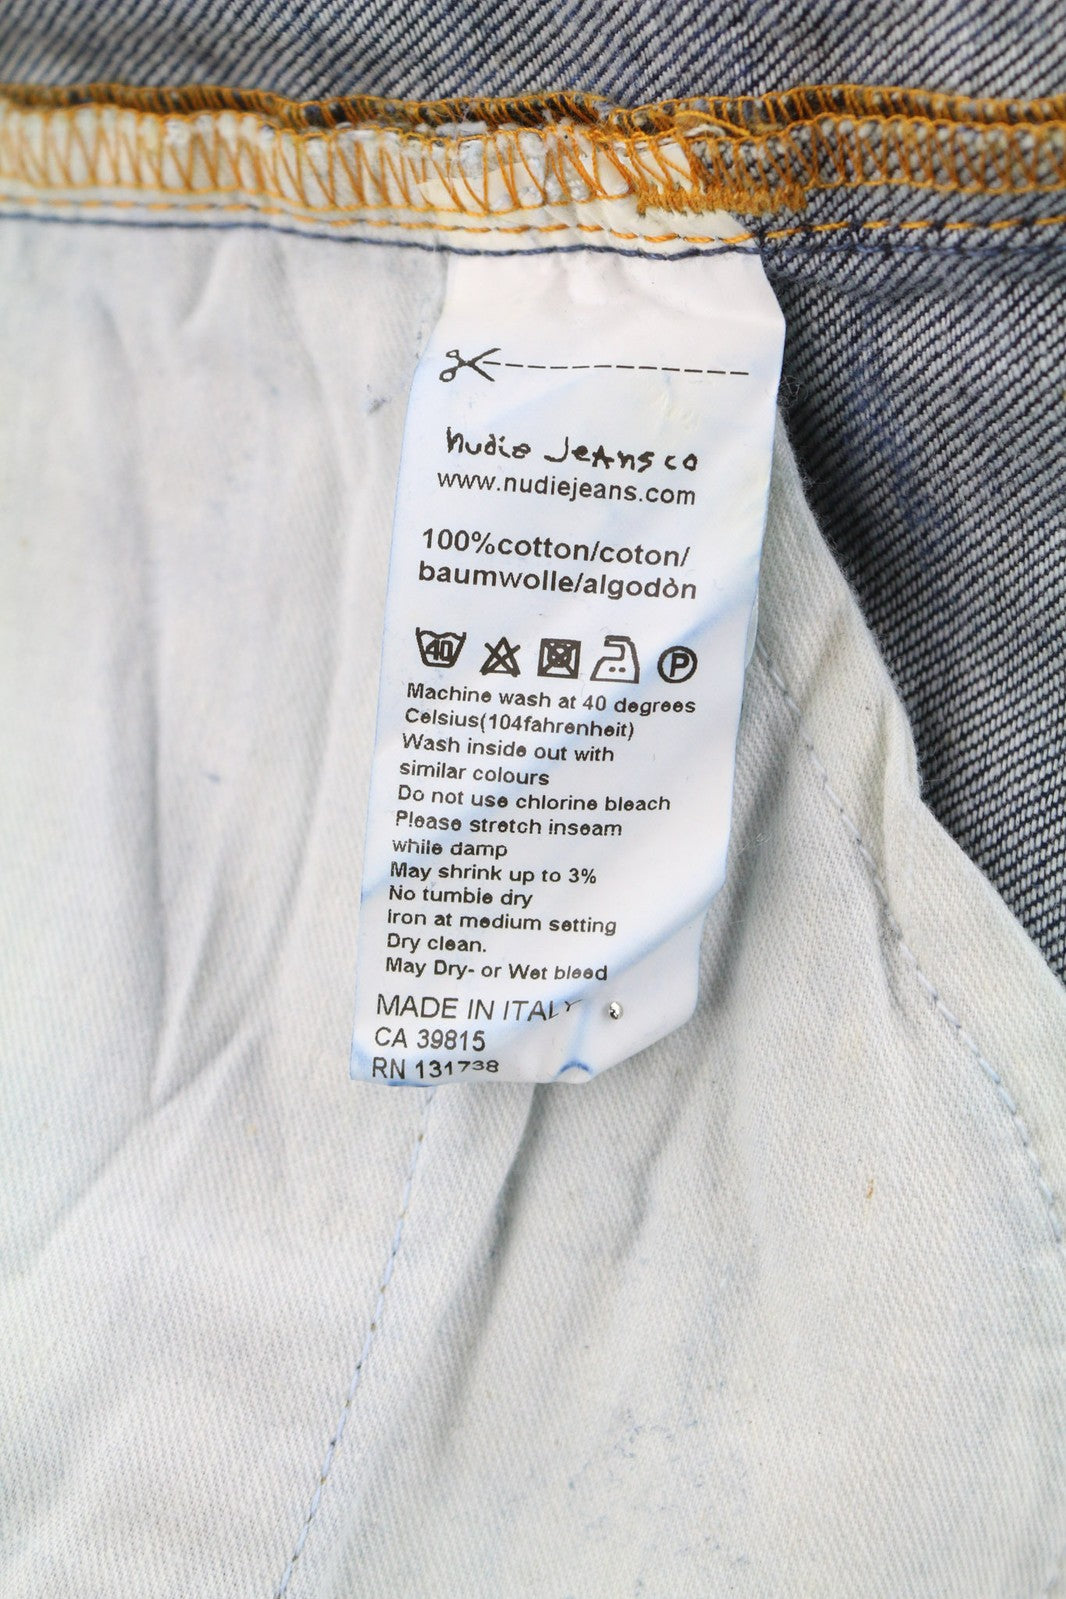 nudie Jeans co
www.nudiejeans.com
100%cotton/coton/
baumwolle/algodòn
40 P
Machine wash at 40 degrees
Celsius(104fahrenheit)
Wash inside out with
similar colours
Do not use chlorine bleach
Please stretch inseam
while damp
May shrink up to 3%
No tumble dry
Iron at medium setting
Dry clean.
May Dry- or Wet bleed
MADE IN ITALY
CA 39815
RN 131738